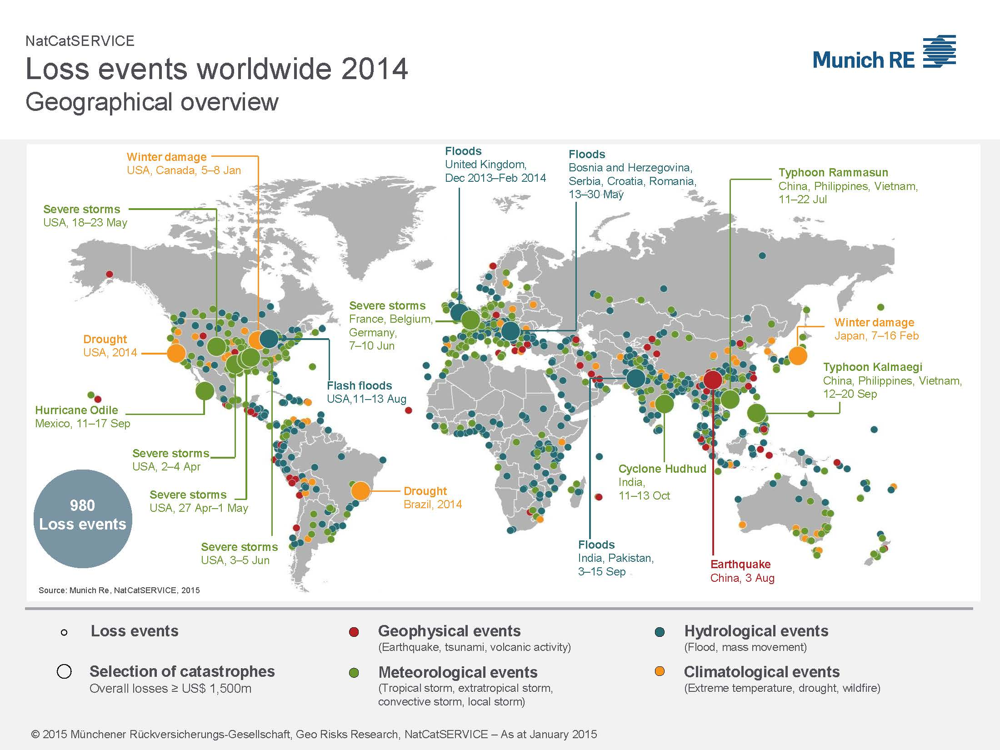 NatCatSERVICE
Loss events worldwide 2014
Geographical overview
Munich RE
Winter damage
USA, Canada, 5–8 Jan
Severe storms
USA, 18–23 May
Drought
USA, 2014
Hurricane Odile
Mexico, 11–17 Sep
Severe storms
USA, 2–4 Apr
Severe storms
USA, 27 Apr–1 May
Severe storms
USA, 3–5 Jun
Flash floods
USA,11–13 Aug
Drought
Brazil, 2014
Floods
United Kingdom,
Dec 2013–Feb 2014
Severe storms
France, Belgium,
Germany,
7–10 Jun
Floods
Bosnia and Herzegovina,
Serbia, Croatia, Romania,
13–30 May
Typhoon Rammasun
China, Philippines, Vietnam,
11–22 Jul
Winter damage
Japan, 7–16 Feb
Typhoon Kalmaegi
China, Philippines, Vietnam,
12–20 Sep
Cyclone Hudhud
India,
11–13 Oct
Floods
India, Pakistan,
3–15 Sep
Earthquake
China, 3 Aug
980
Loss events
Source: Munich Re, NatCatSERVICE, 2015
Loss events
Selection of catastrophes
Overall losses ≥ US$ 1,500m
Geophysical events
(Earthquake, tsunami, volcanic activity)
Meteorological events
(Tropical storm, extratropical storm,
convective storm, local storm)
Hydrological events
(Flood, mass movement)
Climatological events
(Extreme temperature, drought, wildfire)
© 2015 Münchener Rückversicherungs-Gesellschaft, Geo Risks Research, NatCatSERVICE – As at January 2015